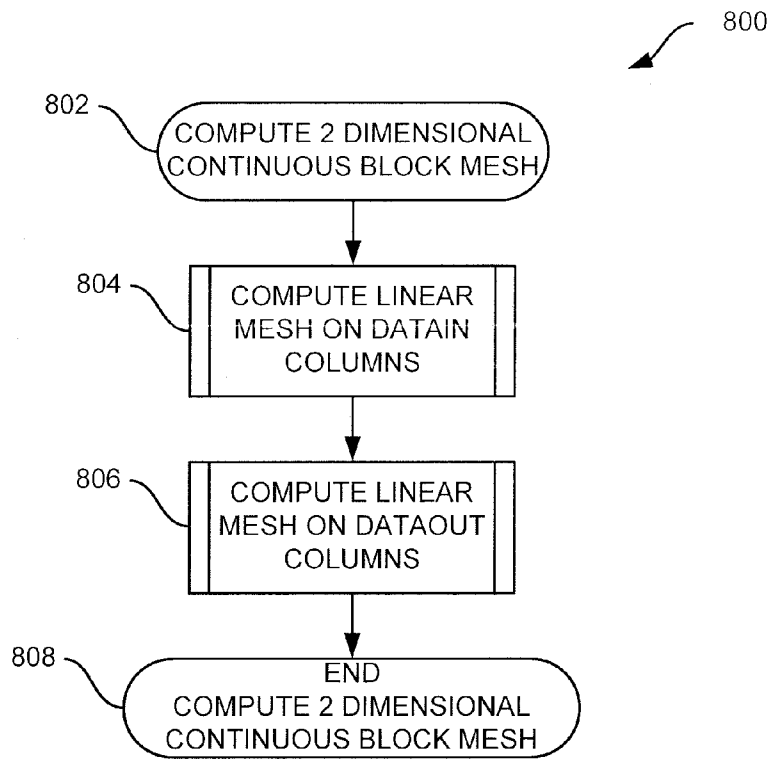 800
802
COMPUTE 2 DIMENSIONAL
CONTINUOUS BLOCK MESH
804
COMPUTE LINEAR
MESH ON DATAIN
COLUMNS
806
COMPUTE LINEAR
MESH ON DATAOUT
COLUMNS
808
END
COMPUTE 2 DIMENSIONAL
CONTINUOUS BLOCK MESH